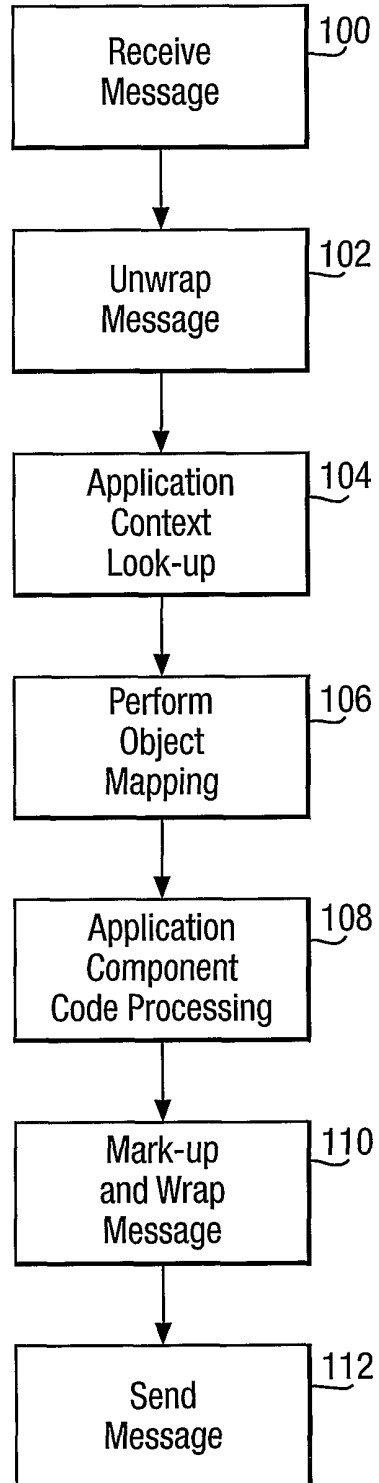 100
Receive
Message
102
Unwrap
Message
104
Application
Context
Look-up
106
Perform
Object
Mapping
108
Application
Component
Code Processing
110
Mark-up
and Wrap
Message
112
Send
Message